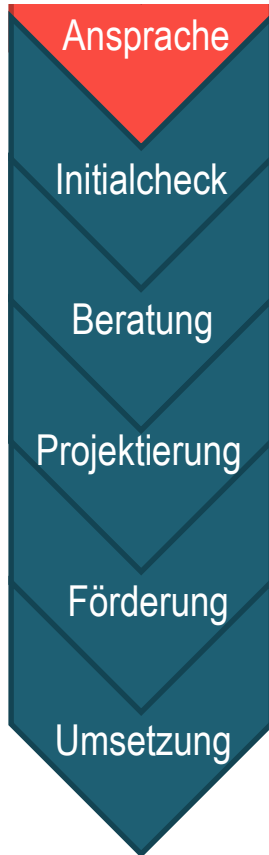 Ansprache
Initialcheck
Beratung
Projektierung
Förderung
Umsetzung